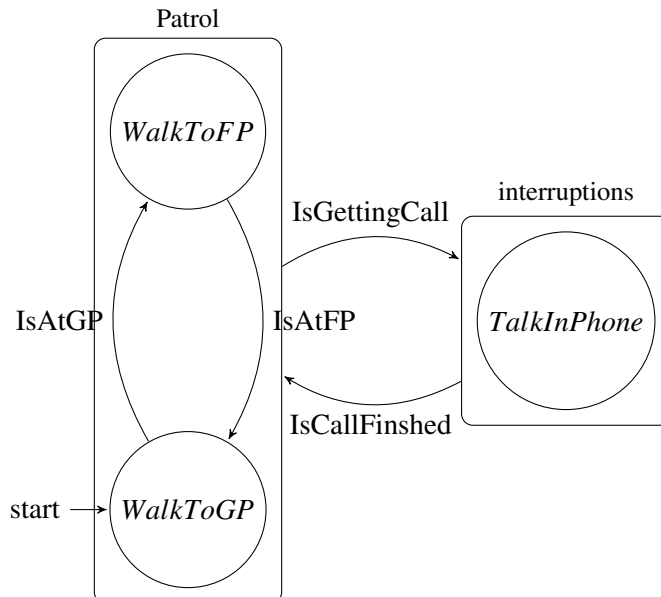 Patrol
WalkToFP
interruptions
IsGettingCall
IsAtGP
IsAtFP
TalkInPhone
IsCallFinshed
start
WalkToGP